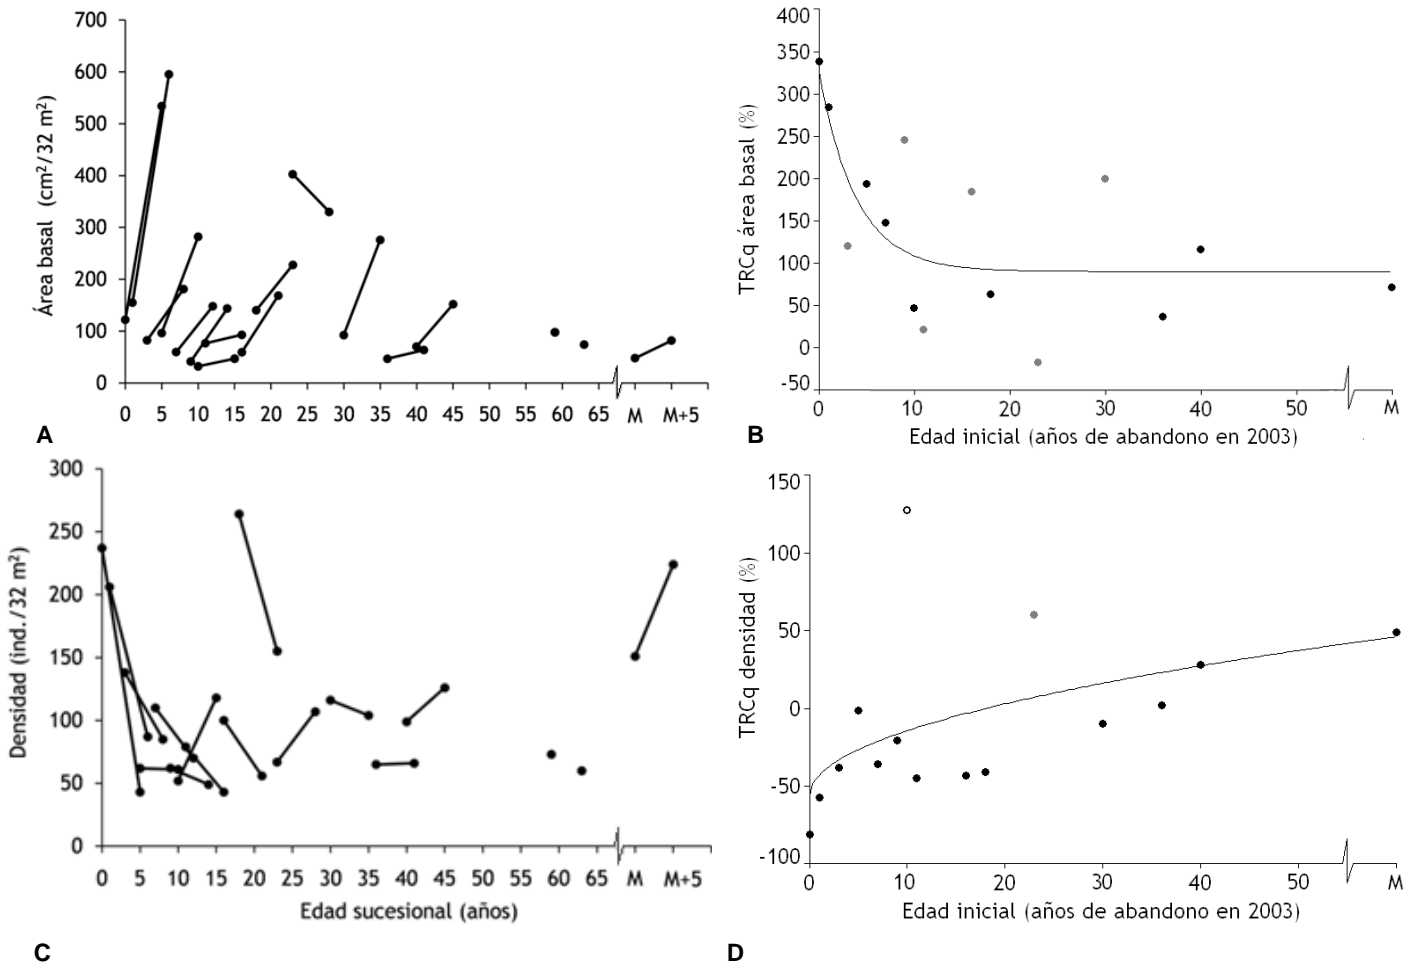 700
600
500
400
300
200
100
0
Área basal (cm²/32 m²)
0 5 10 15 20 25 30 35 40 45 50 55 60 65 M M+5
A
400
350
300
250
200
150
100
50
0
-50
TRCq área basal (%)
0 10 20 30 40 50 M
Edad inicial (años de abandono en 2003)
B
300
250
200
150
100
50
0
Densidad (ind./32 m²)
0 5 10 15 20 25 30 35 40 45 50 55 60 65 M M+5
Edad sucesional (años)
C
150
100
50
0
-50
-100
TRCq densidad (%)
0 10 20 30 40 50 M
Edad inicial (años de abandono en 2003)
D